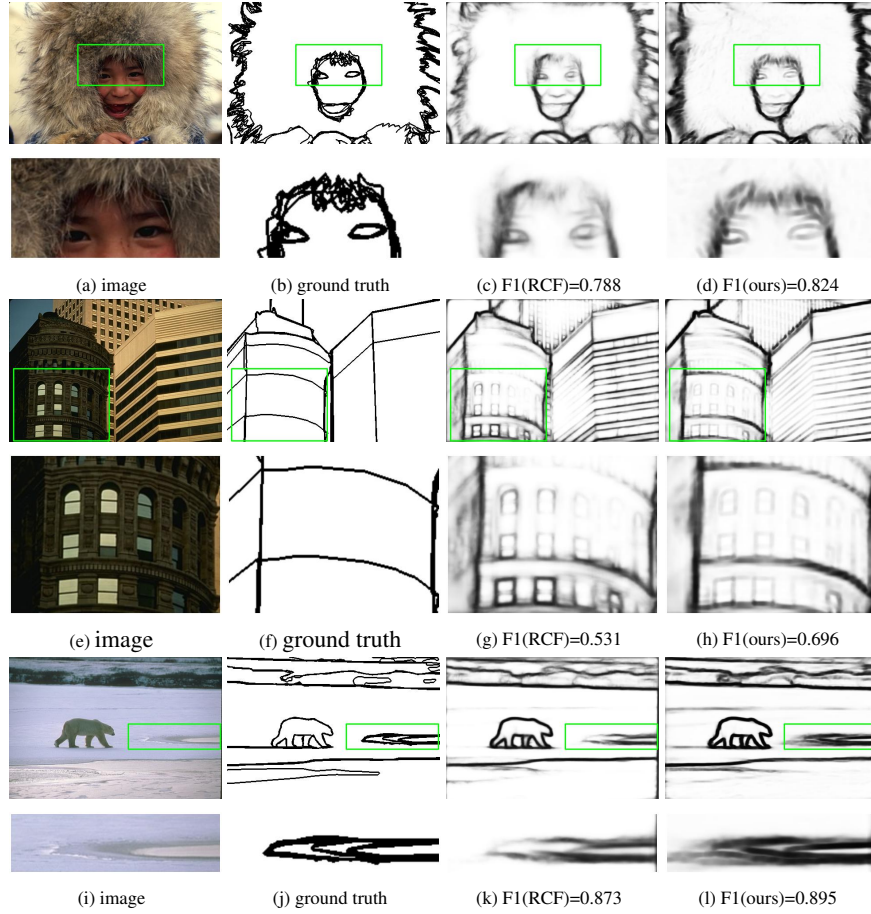 (a) image
(b) ground truth
(c) F1(RCF)=0.788
(d) F1(ours)=0.824
(e) image
(f) ground truth
(g) F1(RCF)=0.531
(h) F1(ours)=0.696
(i) image
(j) ground truth
(k) F1(RCF)=0.873
(l) F1(ours)=0.895